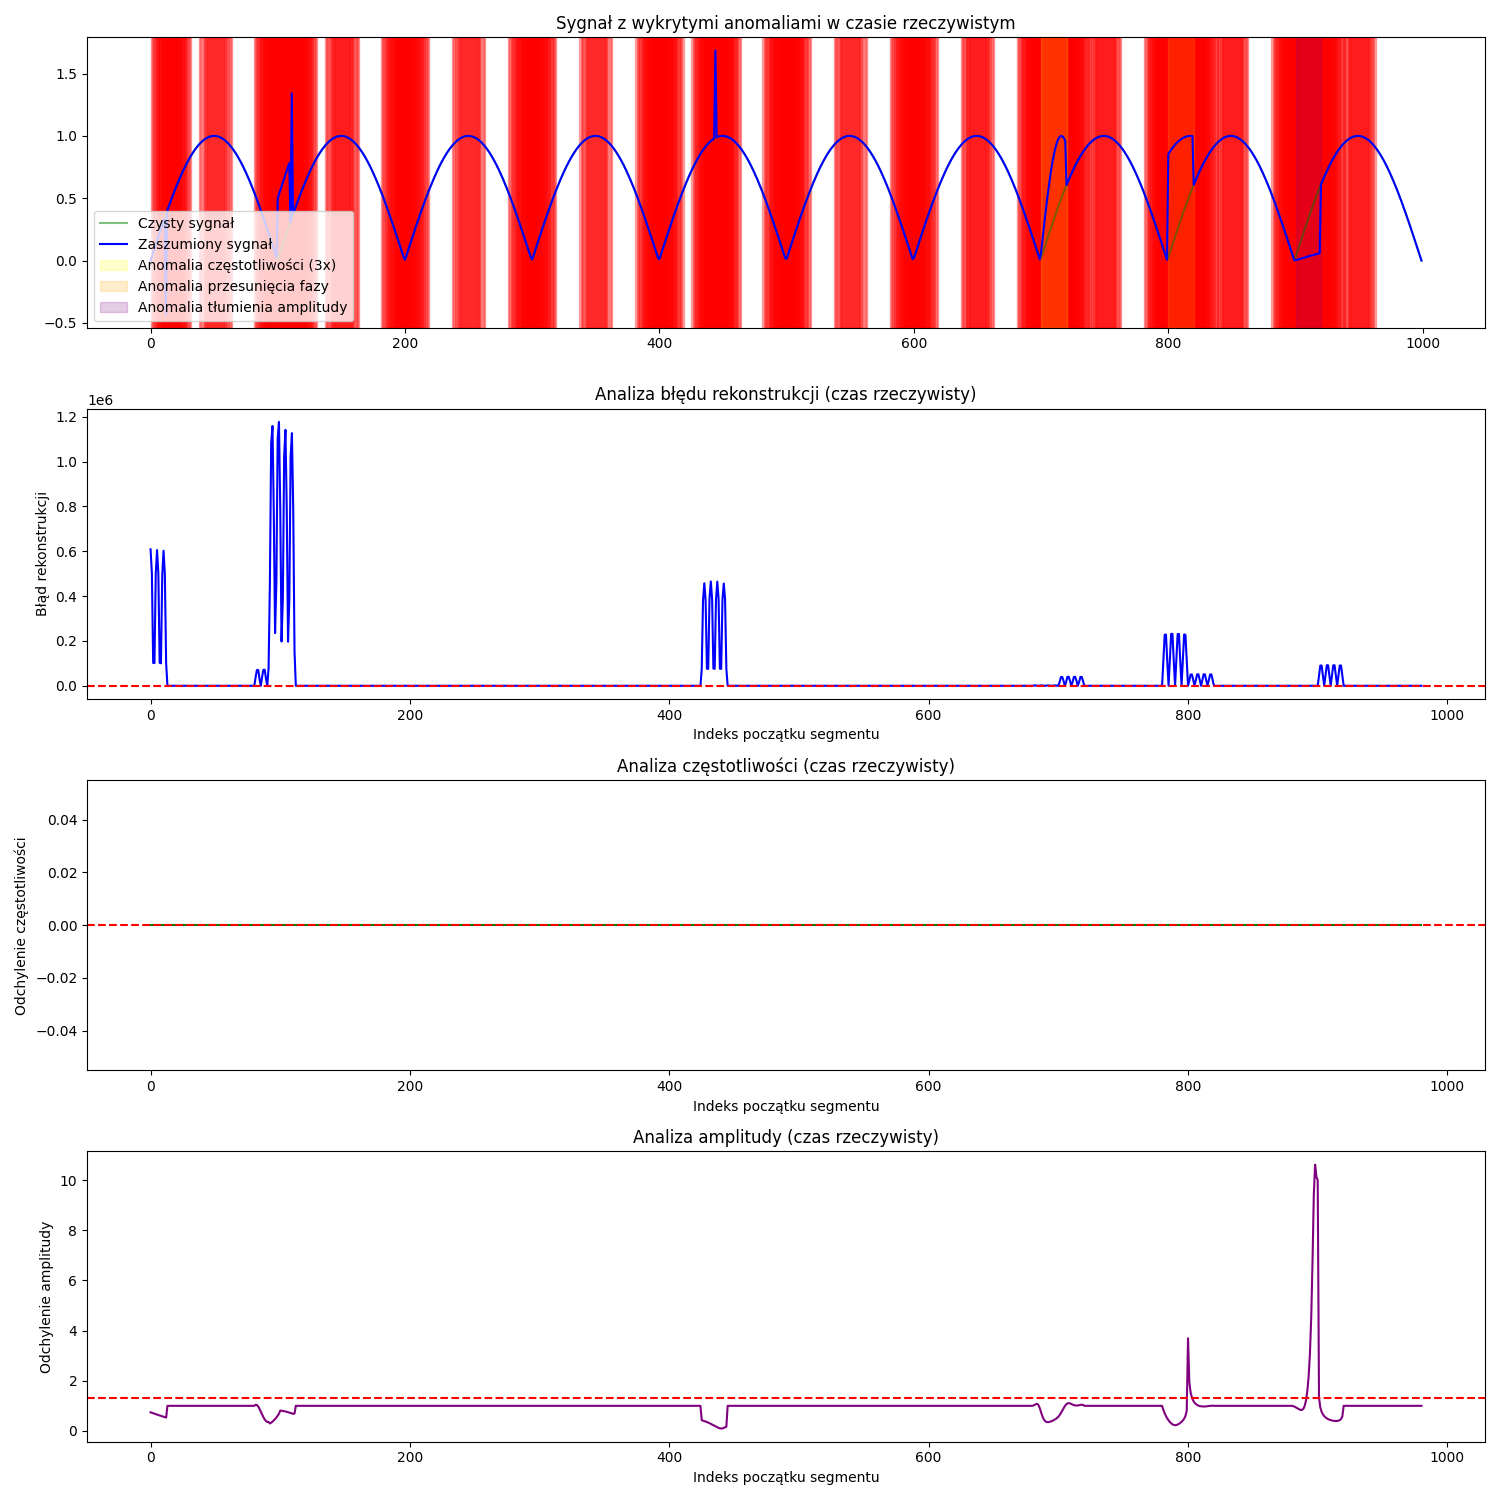 Sygnał z wykrytymi anomaliami w czasie rzeczywistym
1.5
1.0
0.5
0.0
−0.5
Czysty sygnał
Zaszumiony sygnał
Anomalia częstotliwości (3x)
Anomalia przesunięcia fazy
Anomalia tłumienia amplitudy
0 200 400 600 800 1000
Analiza błędu rekonstrukcji (czas rzeczywisty)
1e6
1.2
1.0
0.8
0.6
0.4
0.2
0.0
Błąd rekonstrukcji
0 200 400 600 800 1000
Indeks początku segmentu
Analiza częstotliwości (czas rzeczywisty)
0.04
0.02
0.00
−0.02
−0.04
Odchylenie częstotliwości
0 200 400 600 800 1000
Indeks początku segmentu
Analiza amplitudy (czas rzeczywisty)
10
8
6
4
2
0
Odchylenie amplitudy
0 200 400 600 800 1000
Indeks początku segmentu